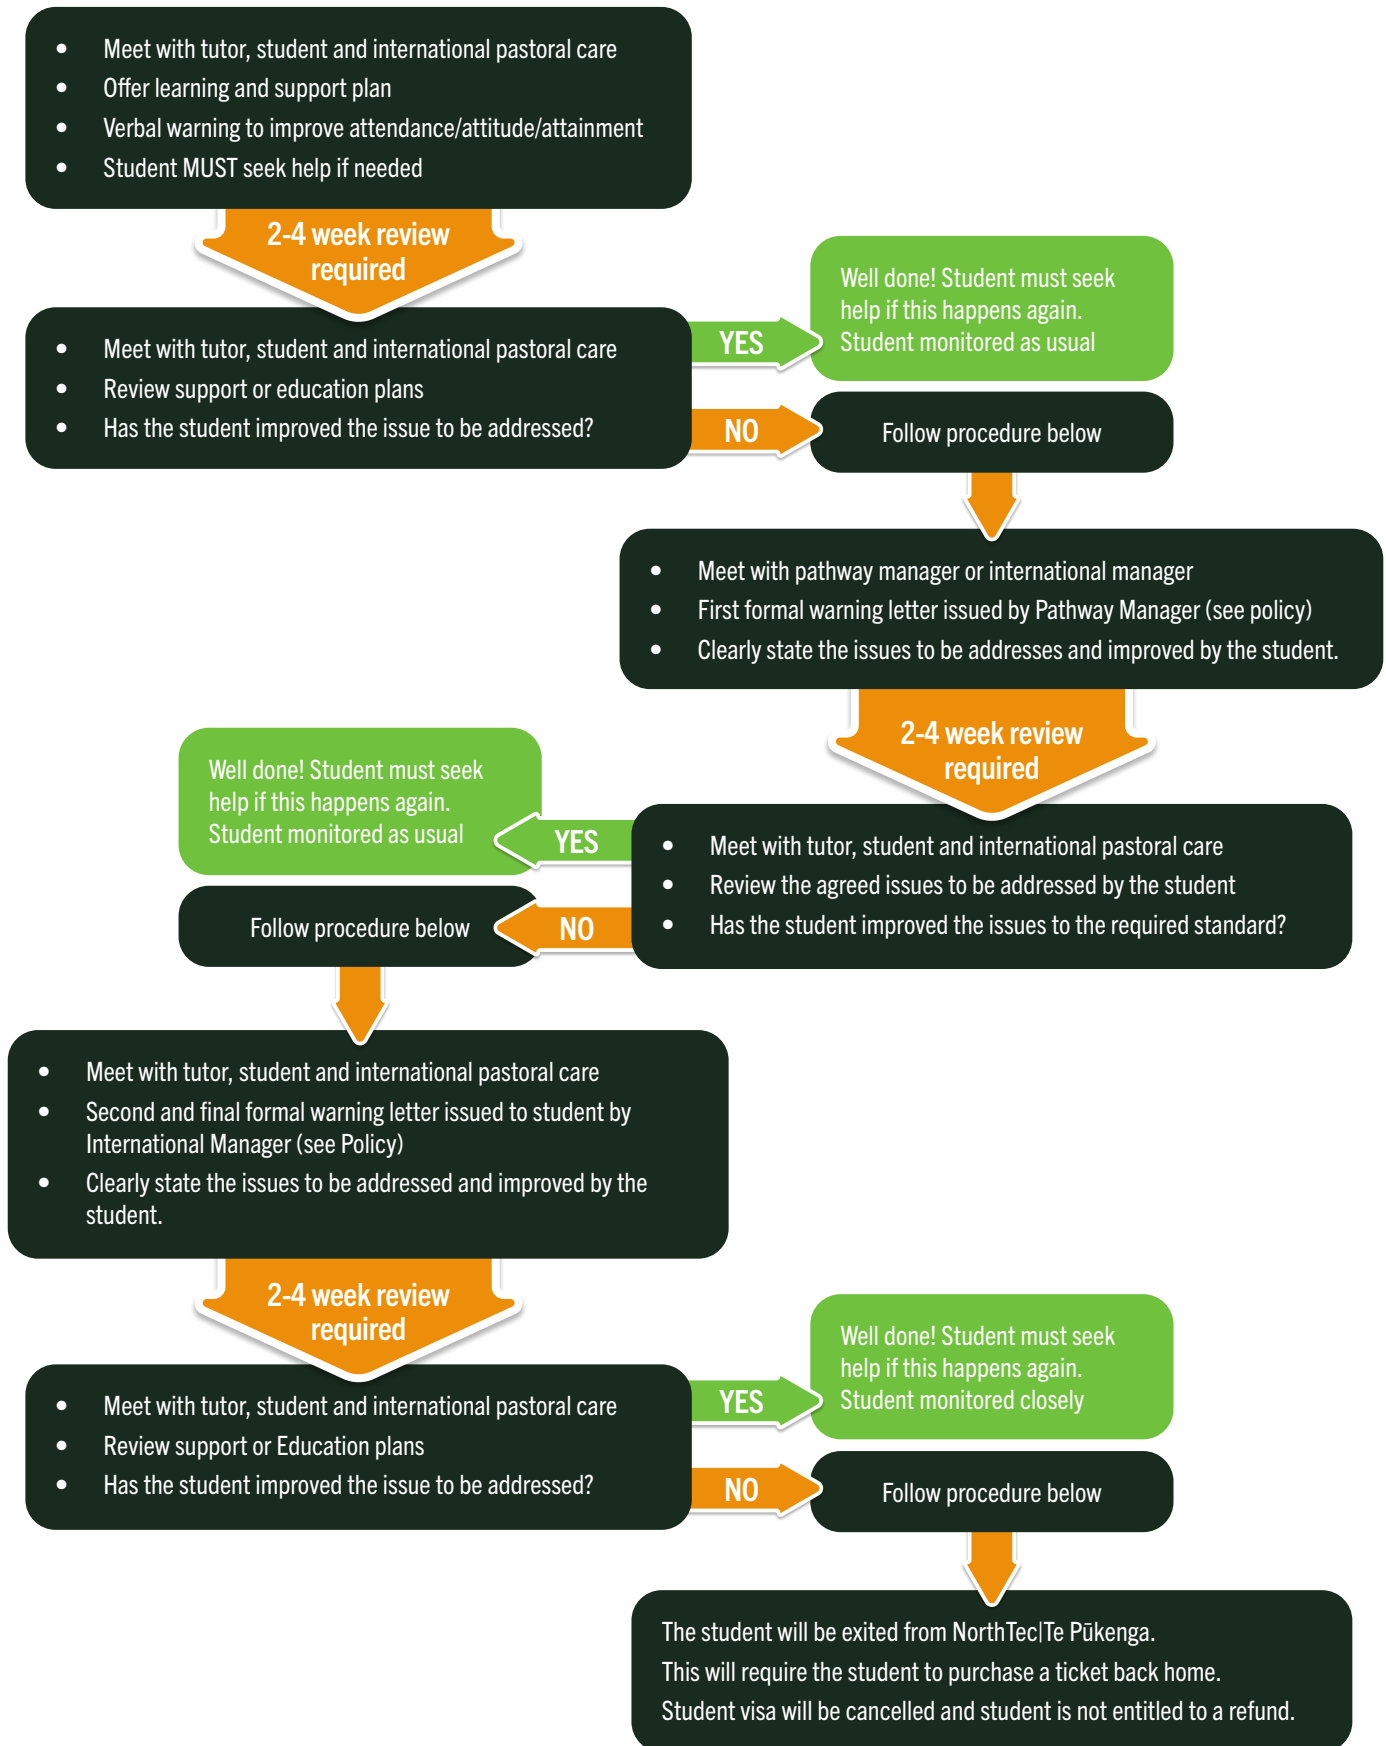 • Meet with tutor, student and international pastoral care
• Offer learning and support plan
• Verbal warning to improve attendance/attitude/attainment
• Student MUST seek help if needed
2-4 week review
required
• Meet with tutor, student and international pastoral care
• Review support or education plans
• Has the student improved the issue to be addressed?
YES
Well done! Student must seek
help if this happens again.
Student monitored as usual
NO
Follow procedure below
• Meet with pathway manager or international manager
• First formal warning letter issued by Pathway Manager (see policy)
• Clearly state the issues to be addresses and improved by the student.
2-4 week review
required
• Meet with tutor, student and international pastoral care
• Review the agreed issues to be addressed by the student
• Has the student improved the issues to the required standard?
YES
Well done! Student must seek
help if this happens again.
Student monitored as usual
NO
Follow procedure below
• Meet with tutor, student and international pastoral care
• Second and final formal warning letter issued to student by
International Manager (see Policy)
• Clearly state the issues to be addressed and improved by the
student.
2-4 week review
required
• Meet with tutor, student and international pastoral care
• Review support or Education plans
• Has the student improved the issue to be addressed?
YES
Well done! Student must seek
help if this happens again.
Student monitored closely
NO
Follow procedure below
The student will be exited from NorthTec|Te Pūkenga.
This will require the student to purchase a ticket back home.
Student visa will be cancelled and student is not entitled to a refund.